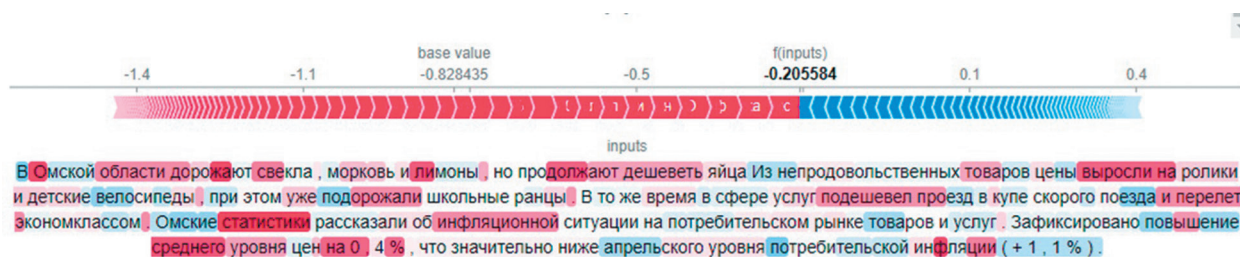 base value f(inputs)
-1.4 -1.1 -0.828435 -0.5 -0.205584 0.1 0.4
inputs
В Омской области дорожают свекла , морковь и лимоны , но продолжают дешеветь яйца Из непродовольственных товаров цены выросли на ролики
и детские велосипеды , при этом уже подорожали школьные ранцы . В то же время в сфере услуг подешевел проезд в купе скорого поезда и перелет
экономклассом . Омские статистики рассказали об инфляционной ситуации на потребительском рынке товаров и услуг . Зафиксировано повышение
среднего уровня цен на 0 , 4 % , что значительно ниже апрельского уровня потребительской инфляции ( + 1 , 1 % ) .